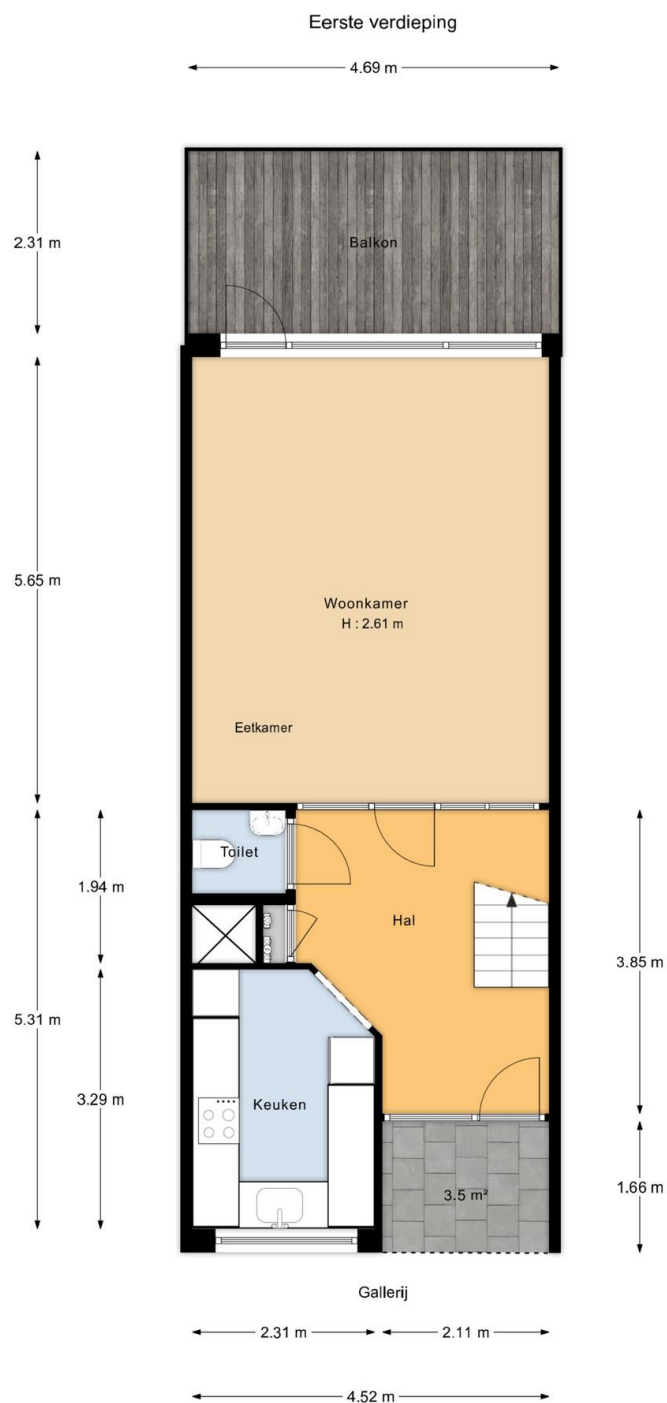 Eerste verdieping
4.69 m
2.31 m
Balkon
5.65 m
Woonkamer
H : 2.61 m
Eetkamer
Toilet
1.94 m
Hal
3.85 m
5.31 m
3.29 m
Keuken
3.5 m²
1.66 m
Gallerij
2.31 m
2.11 m
4.52 m